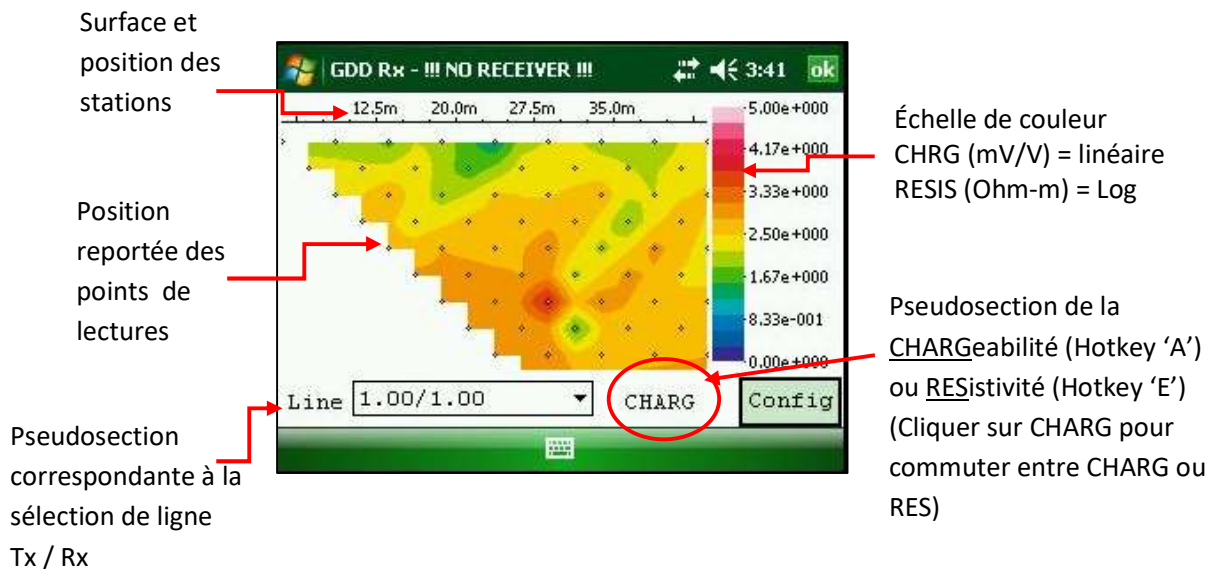 Surface et
position des
stations
GDD Rx - !!! NO RECEIVER !!!
3:41
ok
12.5m 20.0m 27.5m 35.0m
5.00e+000
4.17e+000
3.33e+000
2.50e+000
1.67e+000
8.33e-001
0.00e+000
Échelle de couleur
CHRG (mV/V) = linéaire
RESIS (Ohm-m) = Log
Position
reportée des
points de
lectures
Pseudosection de la
CHARGeabilité (Hotkey ‘A’)
ou RESistivité (Hotkey ‘E’)
(Cliquer sur CHARG pour
commuter entre CHARG ou
RES)
Line 1.00/1.00 CHARG Config
Pseudosection
correspondante à la
sélection de ligne
Tx / Rx